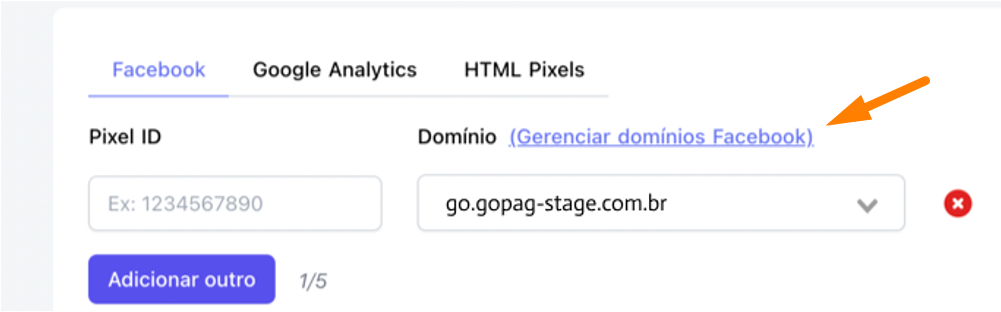 Facebook Google Analytics HTML Pixels
Pixel ID Domínio (Gerenciar domínios Facebook)
Ex: 1234567890 go.gopag-stage.com.br
Adicionar outro 1/5